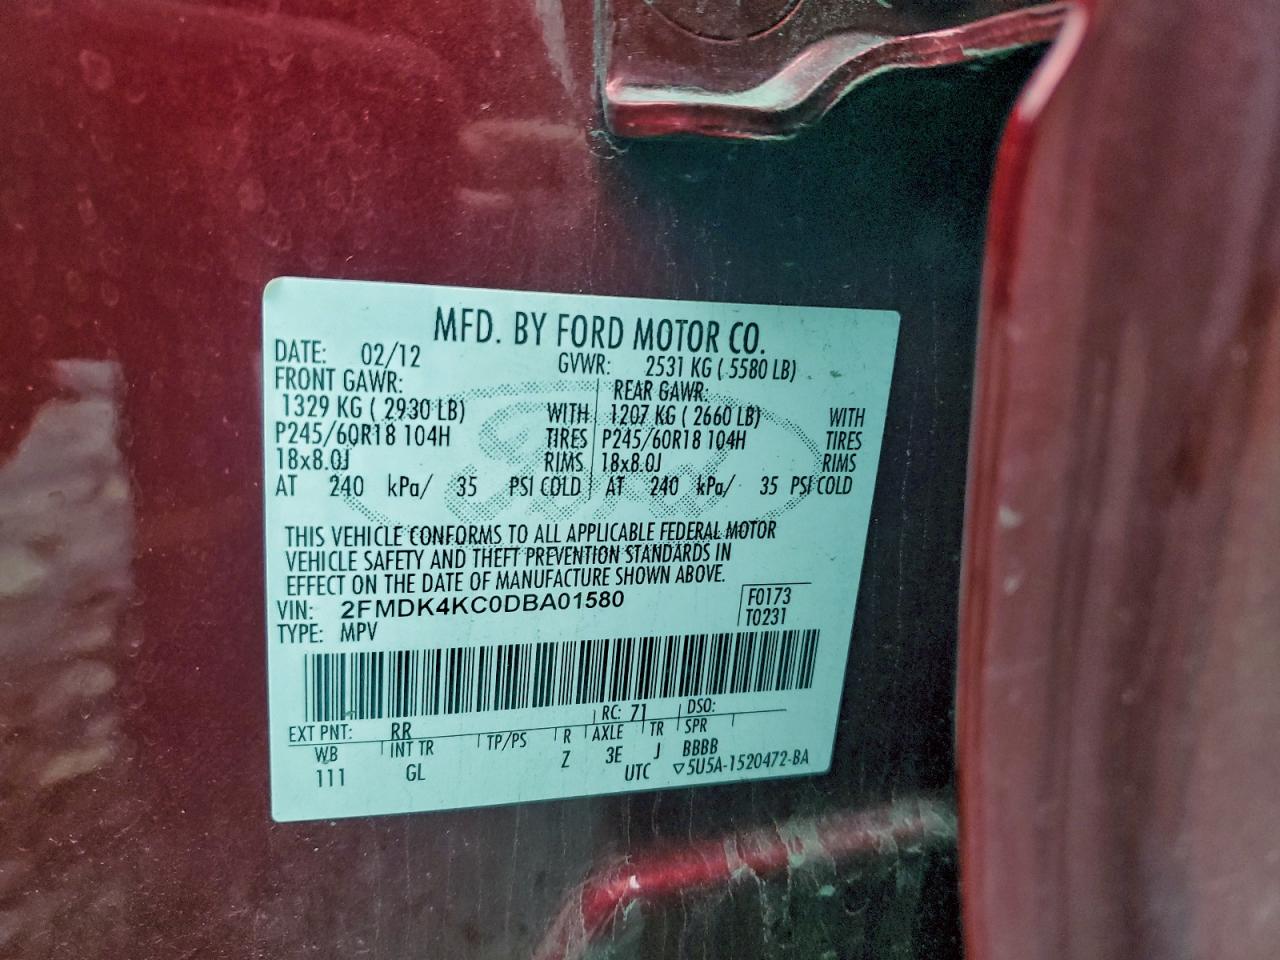 MFD. BY FORD MOTOR CO.
DATE: 02/12 GVWR: 2531 KG ( 5580 LB)
FRONT GAWR: REAR GAWR:
1329 KG ( 2930 LB) WITH 1207 KG ( 2660 LB) WITH
P245/60R18 104H TIRES P245/60R18 104H TIRES
18x8.0J RIMS 18x8.0J RIMS
AT 240 kPa/ 35 PSI COLD AT 240 kPa/ 35 PSI COLD
Ford
THIS VEHICLE CONFORMS TO ALL APPLICABLE FEDERAL MOTOR
VEHICLE SAFETY AND THEFT PREVENTION STANDARDS IN
EFFECT ON THE DATE OF MANUFACTURE SHOWN ABOVE.
VIN: 2FMDK4KC0DBA01580 F0173
TYPE: MPV T0231
EXT PNT: RR RC: 71 DSO:
WB INT TR TP/PS R AXLE TR SPR
111 GL Z 3E J BBBB
UTC ▽5U5A-1520472-BA